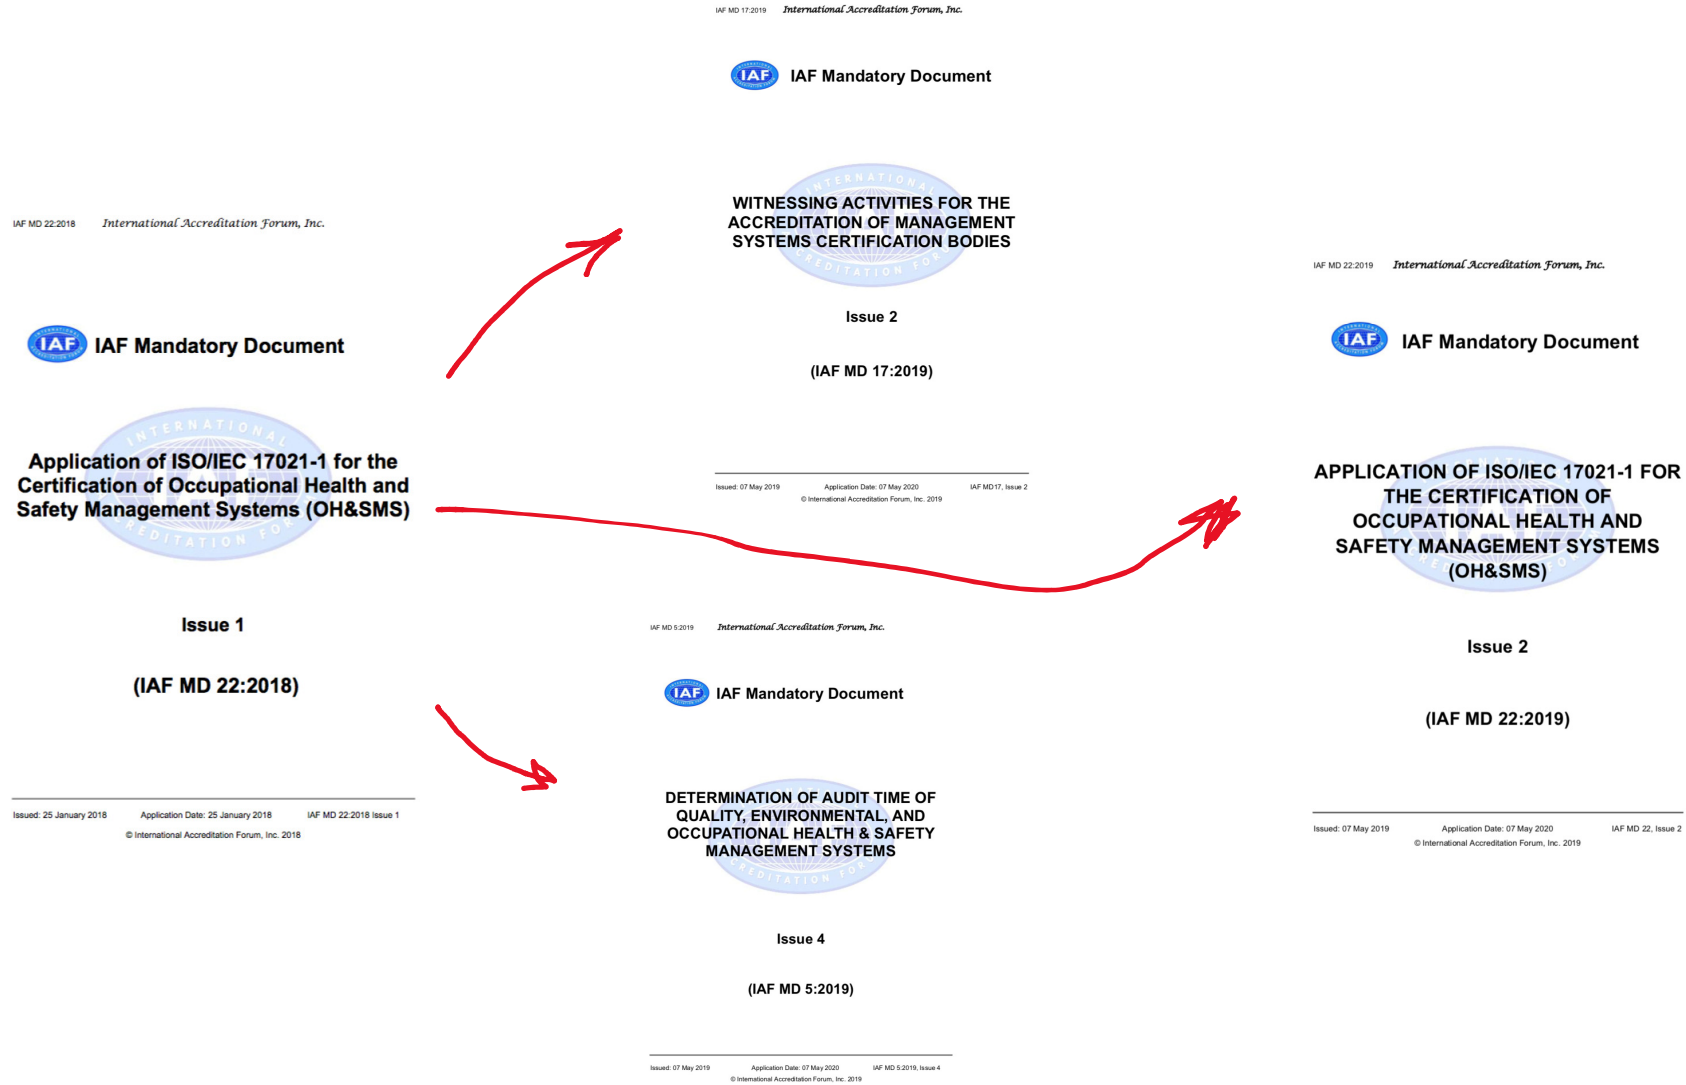 IAF MD 22:2018 International Accreditation Forum, Inc.
IAF IAF Mandatory Document
INTERNATIONAL
Application of ISO/IEC 17021-1 for the
Certification of Occupational Health and
Safety Management Systems (OH&SMS)
Issue 1
(IAF MD 22:2018)
Issued: 25 January 2018 Application Date: 25 January 2018 IAF MD 22:2018 Issue 1
© International Accreditation Forum, Inc. 2018
IAF MD 17:2019 International Accreditation Forum, Inc.
IAF IAF Mandatory Document
INTERNATIONAL
WITNESSING ACTIVITIES FOR THE
ACCREDITATION OF MANAGEMENT
SYSTEMS CERTIFICATION BODIES
Issue 2
(IAF MD 17:2019)
Issued: 07 May 2019 Application Date: 07 May 2020 IAF MD17, Issue 2
© International Accreditation Forum, Inc. 2019
IAF MD 5:2019 International Accreditation Forum, Inc.
IAF IAF Mandatory Document
DETERMINATION OF AUDIT TIME OF
QUALITY, ENVIRONMENTAL, AND
OCCUPATIONAL HEALTH & SAFETY
MANAGEMENT SYSTEMS
Issue 4
(IAF MD 5:2019)
Issued: 07 May 2019 Application Date: 07 May 2020 IAF MD 5:2019, Issue 4
© International Accreditation Forum, Inc. 2019
IAF MD 22:2019 International Accreditation Forum, Inc.
IAF IAF Mandatory Document
APPLICATION OF ISO/IEC 17021-1 FOR
THE CERTIFICATION OF
OCCUPATIONAL HEALTH AND
SAFETY MANAGEMENT SYSTEMS
(OH&SMS)
Issue 2
(IAF MD 22:2019)
Issued: 07 May 2019 Application Date: 07 May 2020 IAF MD 22, Issue 2
© International Accreditation Forum, Inc. 2019